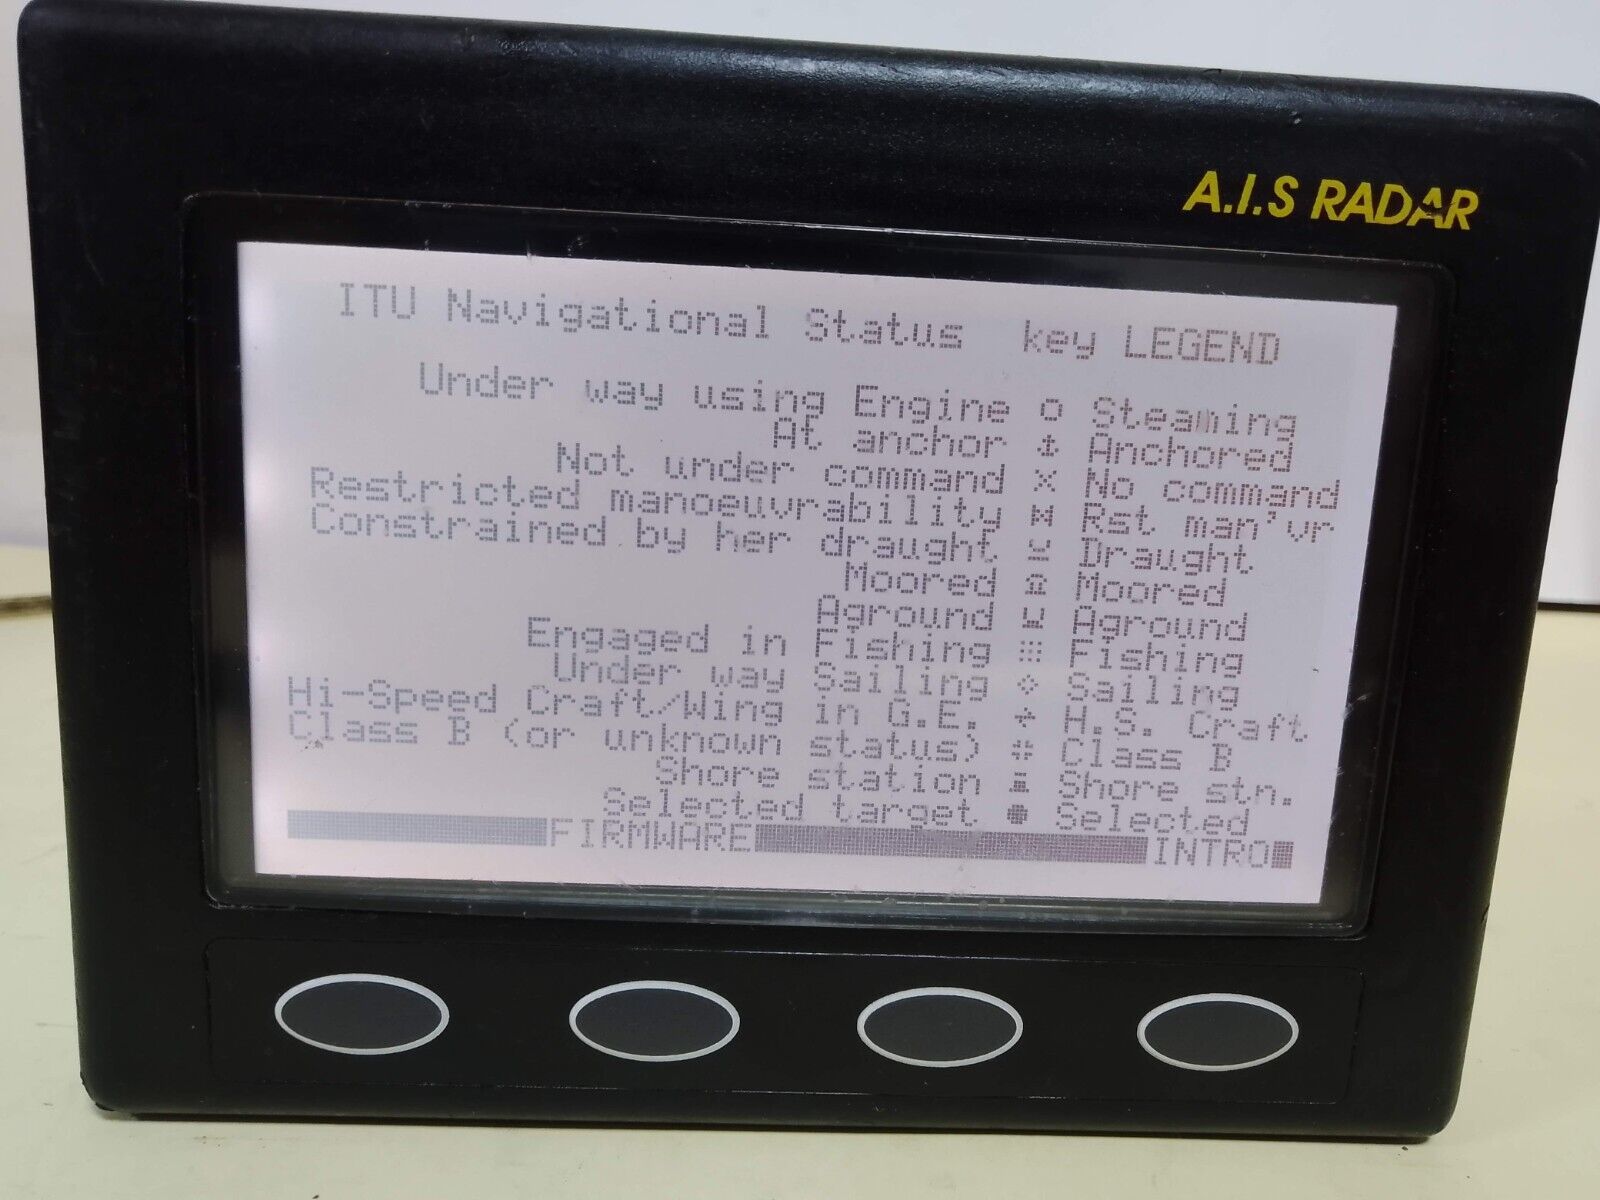 A.I.S RADAR
ITU Navigational Status key LEGEND
Under way using Engine o Steaming
At anchor Anchored
Not under command x No command
Restricted manoeuvrability Rst man'vr
Constrained by her draught Draught
Moored Moored
Aground Aground
Engaged in Fishing Fishing
Under way Sailing Sailing
Hi-Speed Craft/Wing in G.E. H.S. Craft
Class B (or unknown status) Class B
Shore station Shore stn.
Selected target Selected
FIRMWARE INTRO